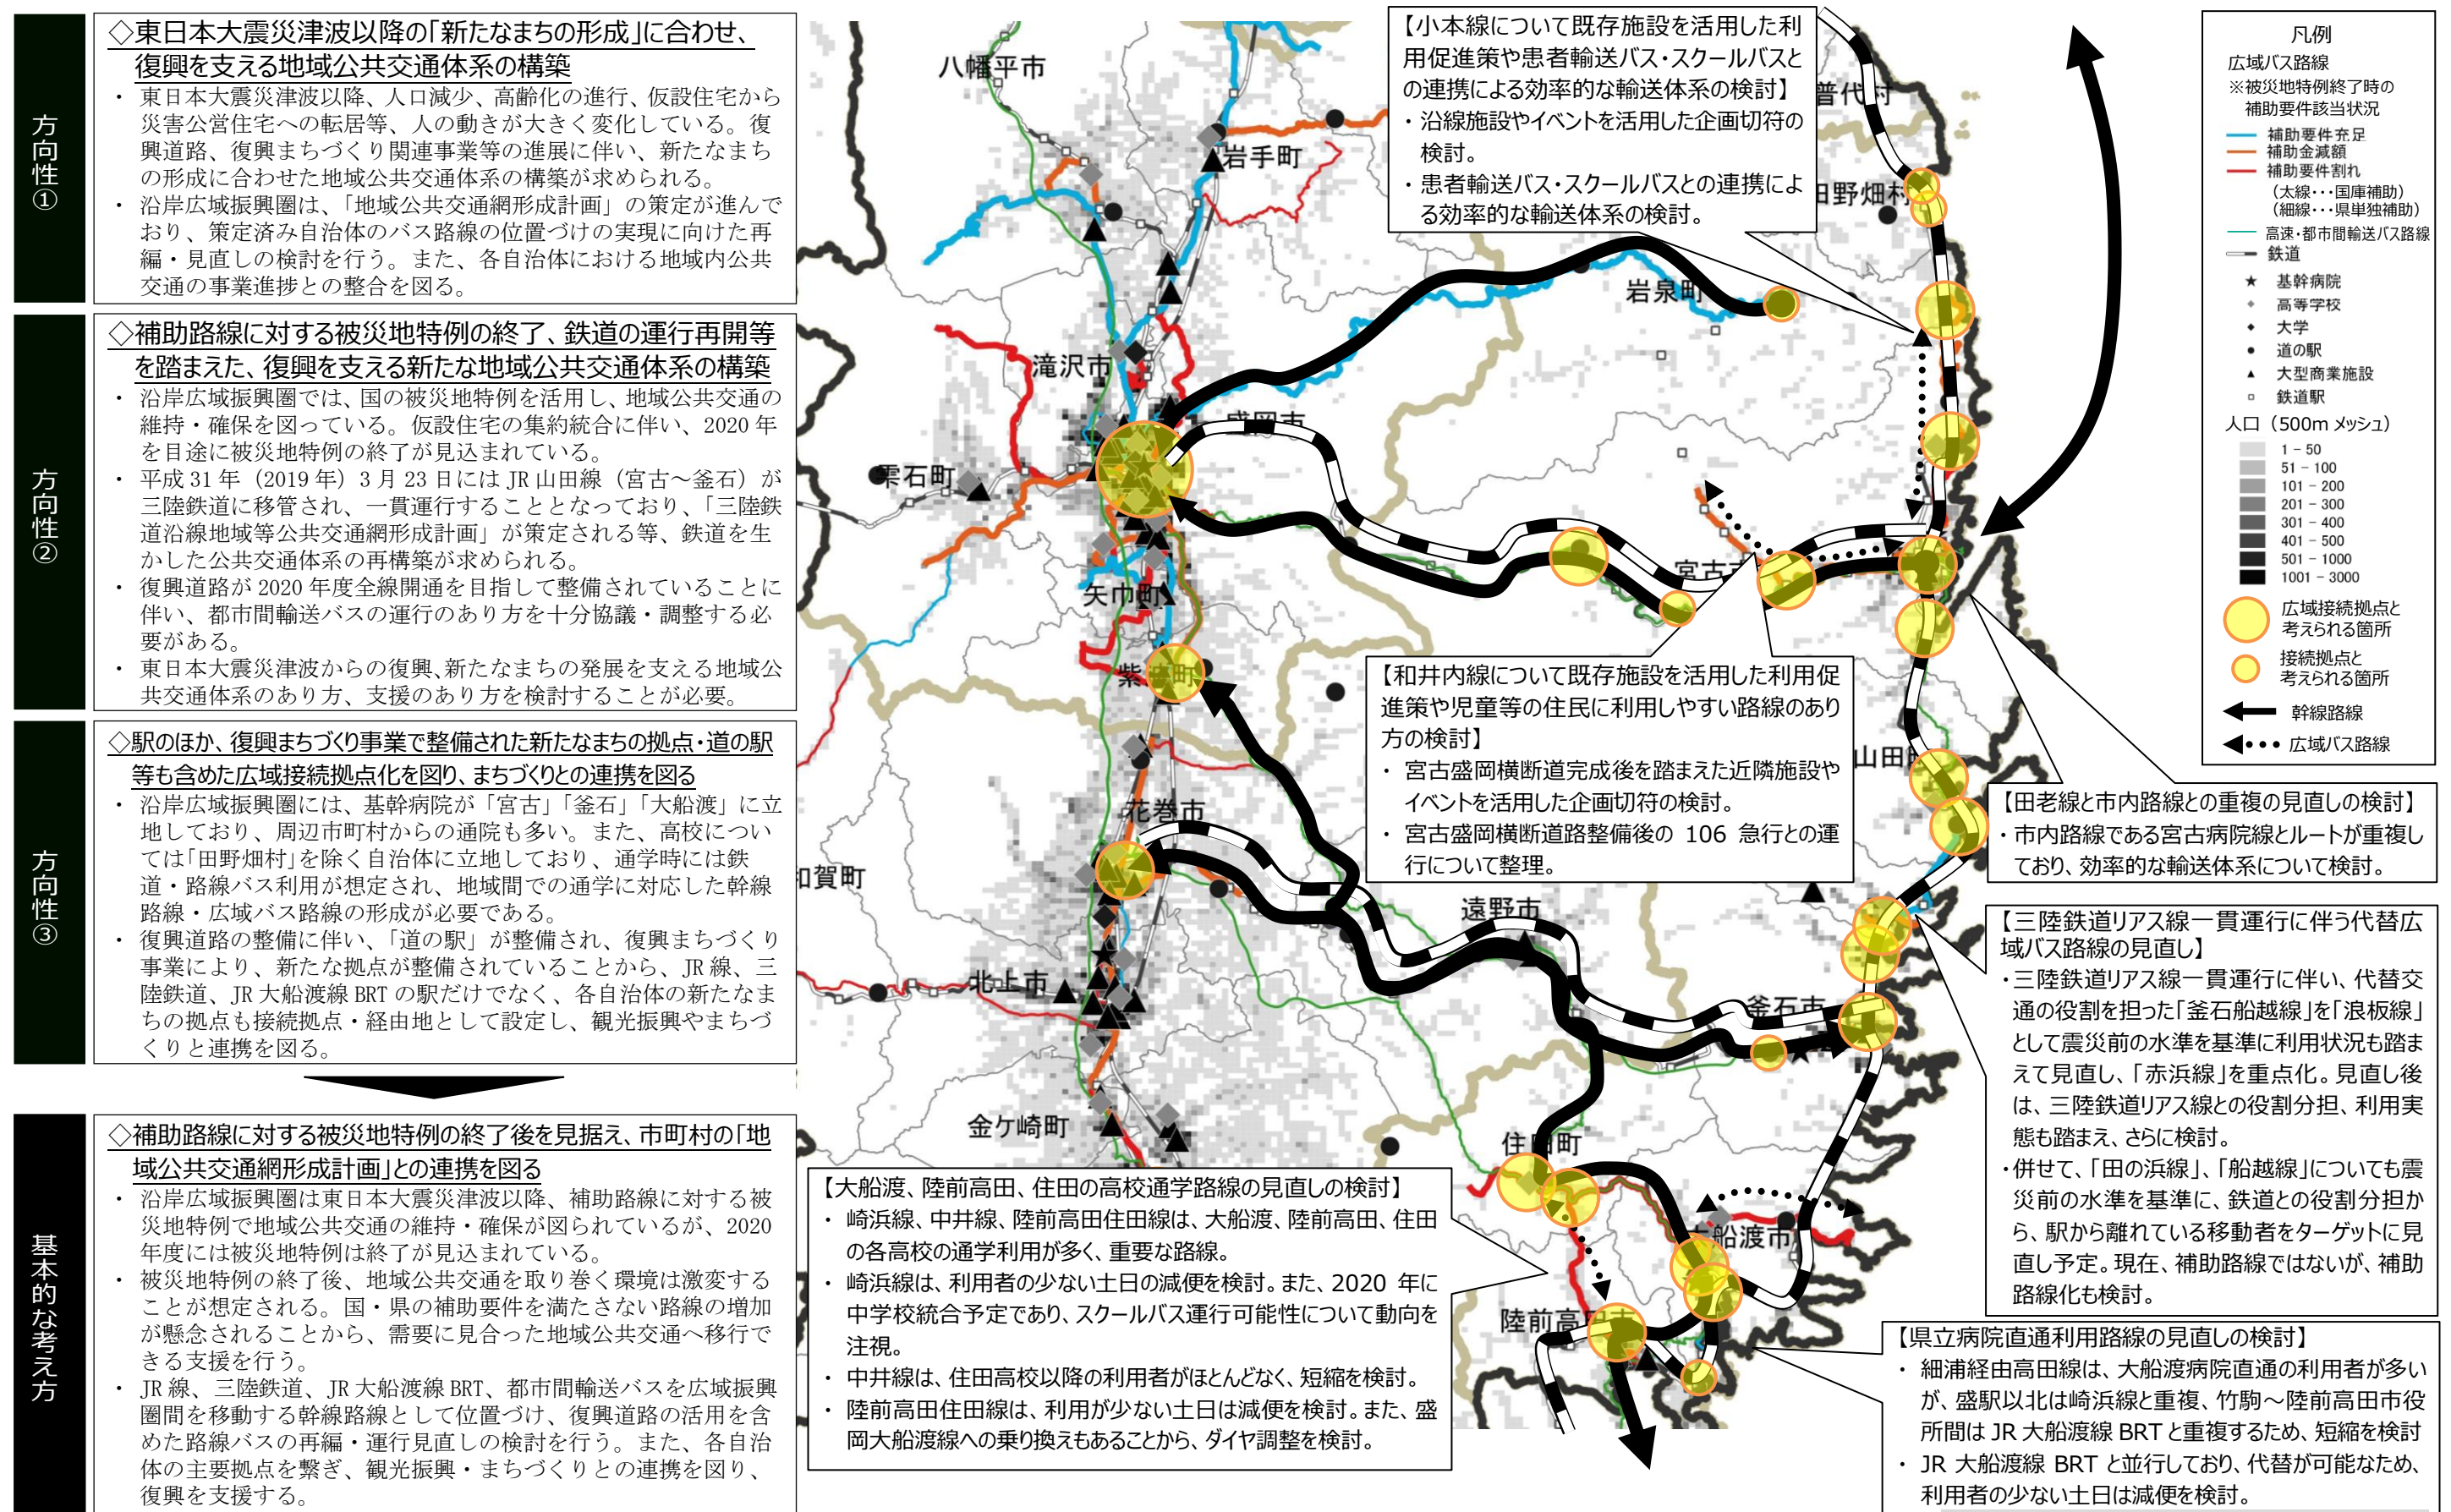 方向性①
◇東日本大震災津波以降の「新たなまちの形成」に合わせ、
復興を支える地域公共交通体系の構築
・ 東日本大震災津波以降、人口減少、高齢化の進行、仮設住宅から
災害公営住宅への転居等、人の動きが大きく変化している。復
興道路、復興まちづくり関連事業等の進展に伴い、新たなまち
の形成に合わせた地域公共交通体系の構築が求められる。
・ 沿岸広域振興圏は、「地域公共交通網形成計画」の策定が進んで
おり、策定済み自治体のバス路線の位置づけの実現に向けた再
編・見直しの検討を行う。また、各自治体における地域内公共
交通の事業進捗との整合を図る。
方向性②
◇補助路線に対する被災地特例の終了、鉄道の運行再開等
を踏まえた、復興を支える新たな地域公共交通体系の構築
・ 沿岸広域振興圏では、国の被災地特例を活用し、地域公共交通の
維持・確保を図っている。仮設住宅の集約統合に伴い、2020 年
を目途に被災地特例の終了が見込まれている。
・ 平成 31 年（2019 年）3 月 23 日には JR 山田線（宮古～釜石）が
三陸鉄道に移管され、一貫運行することとなっており、「三陸鉄
道沿線地域等公共交通網形成計画」が策定される等、鉄道を生
かした公共交通体系の再構築が求められる。
・ 復興道路が 2020 年度全線開通を目指して整備されていることに
伴い、都市間輸送バスの運行のあり方を十分協議・調整する必
要がある。
・ 東日本大震災津波からの復興、新たなまちの発展を支える地域公
共交通体系のあり方、支援のあり方を検討することが必要。
方向性③
◇駅のほか、復興まちづくり事業で整備された新たなまちの拠点・道の駅
等も含めた広域接続拠点化を図り、まちづくりとの連携を図る
・ 沿岸広域振興圏には、基幹病院が「宮古」「釜石」「大船渡」に立
地しており、周辺市町村からの通院も多い。また、高校につい
ては「田野畑村」を除く自治体に立地しており、通学時には鉄
道・路線バス利用が想定され、地域間での通学に対応した幹線
路線・広域バス路線の形成が必要である。
・ 復興道路の整備に伴い、「道の駅」が整備され、復興まちづくり
事業により、新たな拠点が整備されていることから、JR 線、三
陸鉄道、JR 大船渡線 BRT の駅だけでなく、各自治体の新たなま
ちの拠点も接続拠点・経由地として設定し、観光振興やまちづ
くりと連携を図る。
基本的な考え方
◇補助路線に対する被災地特例の終了後を見据え、市町村の「地
域公共交通網形成計画」との連携を図る
・ 沿岸広域振興圏は東日本大震災津波以降、補助路線に対する被
災地特例で地域公共交通の維持・確保が図られているが、2020
年度には被災地特例は終了が見込まれている。
・ 被災地特例の終了後、地域公共交通を取り巻く環境は激変する
ことが想定される。国・県の補助要件を満たさない路線の増加
が懸念されることから、需要に見合った地域公共交通へ移行で
きる支援を行う。
・ JR 線、三陸鉄道、JR 大船渡線 BRT、都市間輸送バスを広域振興
圏間を移動する幹線路線として位置づけ、復興道路の活用を含
めた路線バスの再編・運行見直しの検討を行う。また、各自治
体の主要拠点を繋ぎ、観光振興・まちづくりとの連携を図り、
復興を支援する。
八幡平市
岩手町
普代村
田野畑村
岩泉町
滝沢市
盛岡市
雫石町
宮古市
矢巾町
紫波町
山田町
花巻市
和賀町
遠野市
北上市
釜石市
金ケ崎町
住田町
大船渡市
陸前高田市
【小本線について既存施設を活用した利
用促進策や患者輸送バス・スクールバスと
の連携による効率的な輸送体系の検討】
・沿線施設やイベントを活用した企画切符の
検討。
・患者輸送バス・スクールバスとの連携によ
る効率的な輸送体系の検討。
【和井内線について既存施設を活用した利用促
進策や児童等の住民に利用しやすい路線のあり
方の検討】
・ 宮古盛岡横断道完成後を踏まえた近隣施設や
イベントを活用した企画切符の検討。
・ 宮古盛岡横断道路整備後の 106 急行との運
行について整理。
【田老線と市内路線との重複の見直しの検討】
・市内路線である宮古病院線とルートが重複し
ており、効率的な輸送体系について検討。
【三陸鉄道リアス線一貫運行に伴う代替広
域バス路線の見直し】
・三陸鉄道リアス線一貫運行に伴い、代替交
通の役割を担った「釜石船越線」を「浪板線」
として震災前の水準を基準に利用状況も踏ま
えて見直し、「赤浜線」を重点化。見直し後
は、三陸鉄道リアス線との役割分担、利用実
態も踏まえ、さらに検討。
・併せて、「田の浜線」、「船越線」についても震
災前の水準を基準に、鉄道との役割分担か
ら、駅から離れている移動者をターゲットに見
直し予定。現在、補助路線ではないが、補助
路線化も検討。
【大船渡、陸前高田、住田の高校通学路線の見直しの検討】
・ 崎浜線、中井線、陸前高田住田線は、大船渡、陸前高田、住田
の各高校の通学利用が多く、重要な路線。
・ 崎浜線は、利用者の少ない土日の減便を検討。また、2020 年に
中学校統合予定であり、スクールバス運行可能性について動向を
注視。
・ 中井線は、住田高校以降の利用者がほとんどなく、短縮を検討。
・ 陸前高田住田線は、利用が少ない土日は減便を検討。また、盛
岡大船渡線への乗り換えもあることから、ダイヤ調整を検討。
【県立病院直通利用路線の見直しの検討】
・ 細浦経由高田線は、大船渡病院直通の利用者が多い
が、盛駅以北は崎浜線と重複、竹駒～陸前高田市役
所間は JR 大船渡線 BRT と重複するため、短縮を検討
・ JR 大船渡線 BRT と並行しており、代替が可能なため、
利用者の少ない土日は減便を検討。
凡例
広域バス路線
※被災地特例終了時の
補助要件該当状況
補助要件充足
補助金減額
補助要件割れ
（太線・・・国庫補助）
（細線・・・県単独補助）
高速・都市間輸送バス路線
鉄道
基幹病院
高等学校
大学
道の駅
大型商業施設
鉄道駅
人口（500m メッシュ）
1 - 50
51 - 100
101 - 200
201 - 300
301 - 400
401 - 500
501 - 1000
1001 - 3000
広域接続拠点と
考えられる箇所
接続拠点と
考えられる箇所
幹線路線
広域バス路線